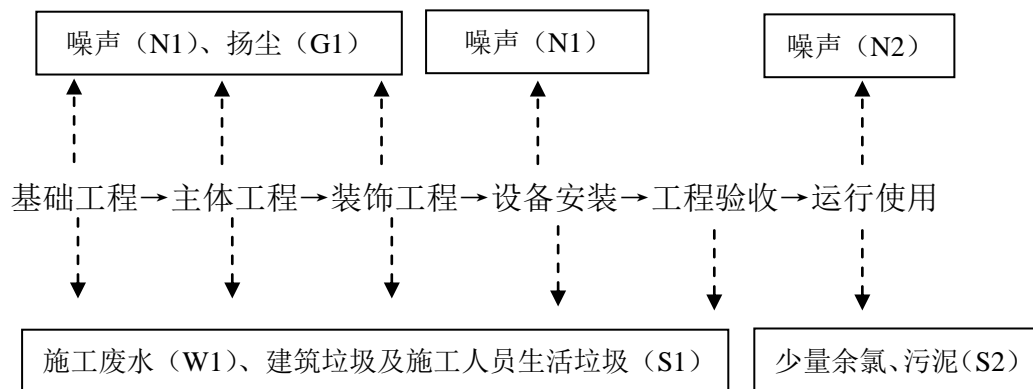 噪声（N1）、扬尘（G1）
噪声（N1）
噪声（N2）
基础工程→主体工程→装饰工程→设备安装→工程验收→运行使用
施工废水（W1）、建筑垃圾及施工人员生活垃圾（S1）
少量余氯、污泥（S2）